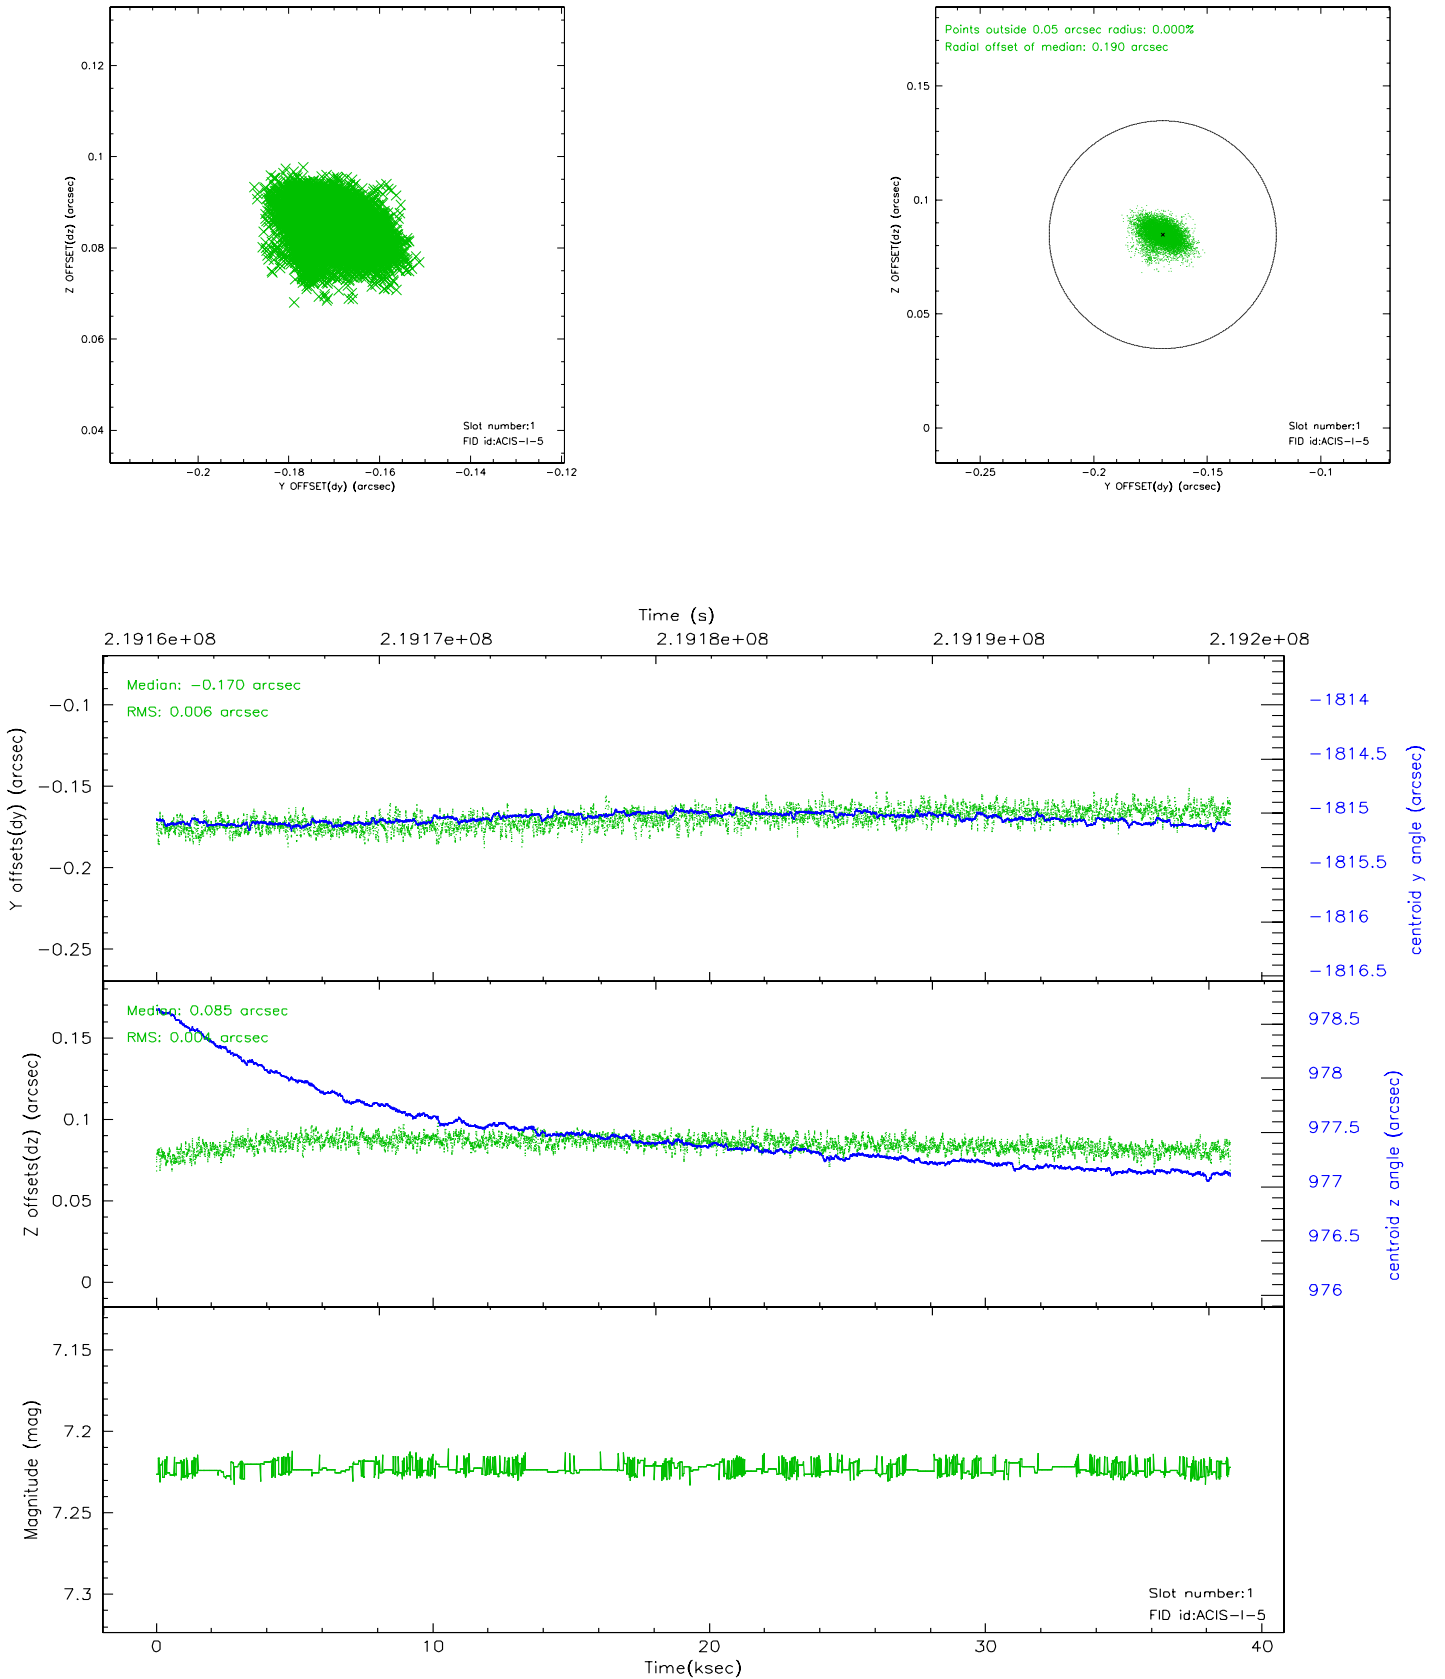 0.12
0.1
0.08
0.06
0.04
Z OFFSET(dz) (arcsec)
Slot number:1
FID id:ACIS-I-5
-0.2
-0.18
-0.16
-0.14
-0.12
Y OFFSET(dy) (arcsec)
Points outside 0.05 arcsec radius: 0.000%
Radial offset of median: 0.190 arcsec
0.15
0.1
0.05
0
Z OFFSET(dz) (arcsec)
Slot number:1
FID id:ACIS-I-5
-0.25
-0.2
-0.15
-0.1
Y OFFSET(dy) (arcsec)
Time (s)
2.1916e+08
2.1917e+08
2.1918e+08
2.1919e+08
2.192e+08
Median: -0.170 arcsec
RMS: 0.006 arcsec
-0.1
-0.15
-0.2
-0.25
Y offsets(dy) (arcsec)
-1814
-1814.5
-1815
-1815.5
-1816
-1816.5
centroid y angle (arcsec)
Median: 0.085 arcsec
RMS: 0.004 arcsec
0.15
0.1
0.05
0
Z offsets(dz) (arcsec)
978.5
978
977.5
977
976.5
976
centroid z angle (arcsec)
7.15
7.2
7.25
7.3
Magnitude (mag)
Slot number:1
FID id:ACIS-I-5
0
10
20
30
40
Time(ksec)